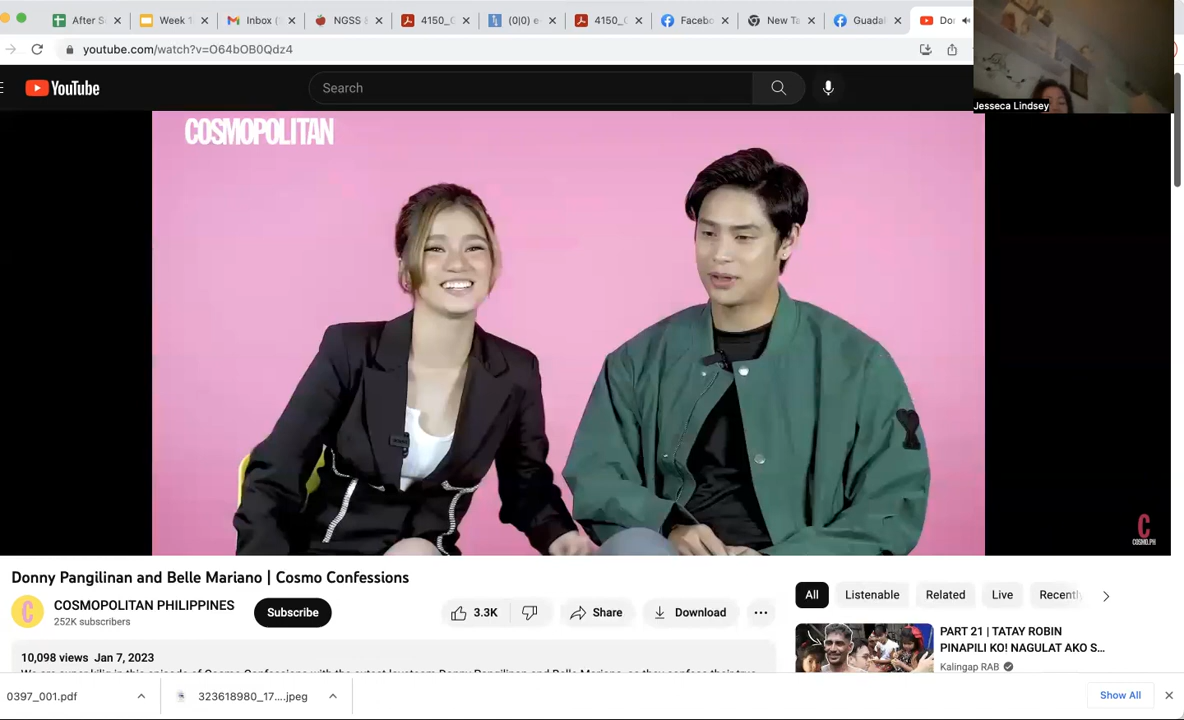 After S
Week 1
Inbox (
NGSS &
4150_C
(0|0) e-
4150_C
Facebo
New Ta
Guadal
Do
youtube.com/watch?v=O64bOB0Qdz4
YouTube
Search
Jesseca Lindsey
COSMOPOLITAN
C
COSMO.PH
Donny Pangilinan and Belle Mariano | Cosmo Confessions
C
COSMOPOLITAN PHILIPPINES
252K subscribers
Subscribe
3.3K
Share
Download
All
Listenable
Related
Live
Recently
10,098 views Jan 7, 2023
PART 21 | TATAY ROBIN
PINAPILI KO! NAGULAT AKO S...
Kalingap RAB
0397_001.pdf
323618980_17....jpeg
Show All